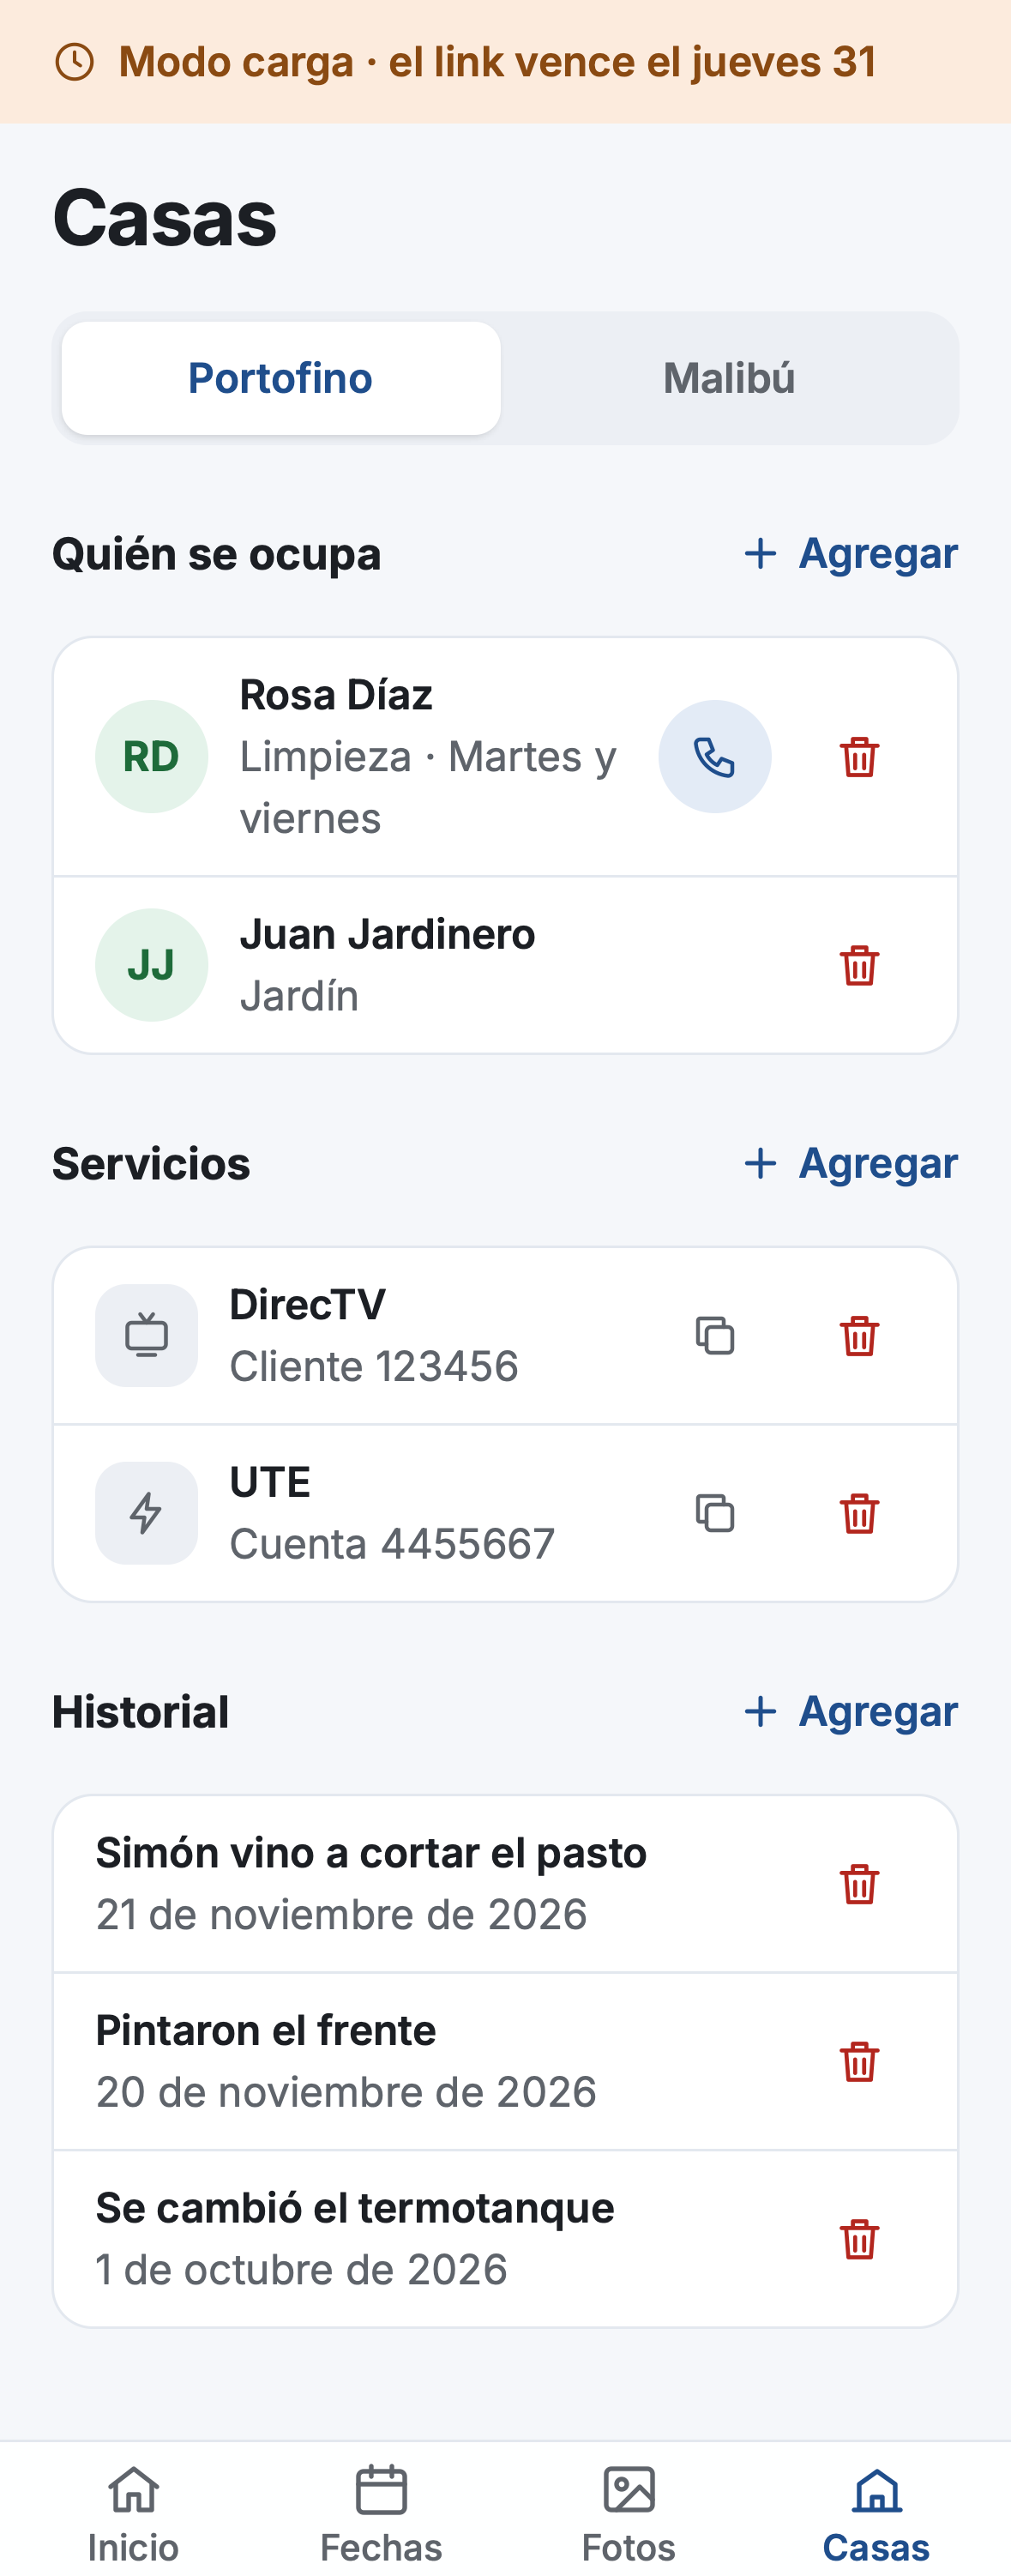 Modo carga · el link vence el jueves 31
Casas
Portofino
Malibú
Quién se ocupa
+ Agregar
RD
Rosa Díaz
Limpieza · Martes y
viernes
JJ
Juan Jardinero
Jardín
Servicios
+ Agregar
DirecTV
Cliente 123456
UTE
Cuenta 4455667
Historial
+ Agregar
Simón vino a cortar el pasto
21 de noviembre de 2026
Pintaron el frente
20 de noviembre de 2026
Se cambió el termotanque
1 de octubre de 2026
Inicio
Fechas
Fotos
Casas